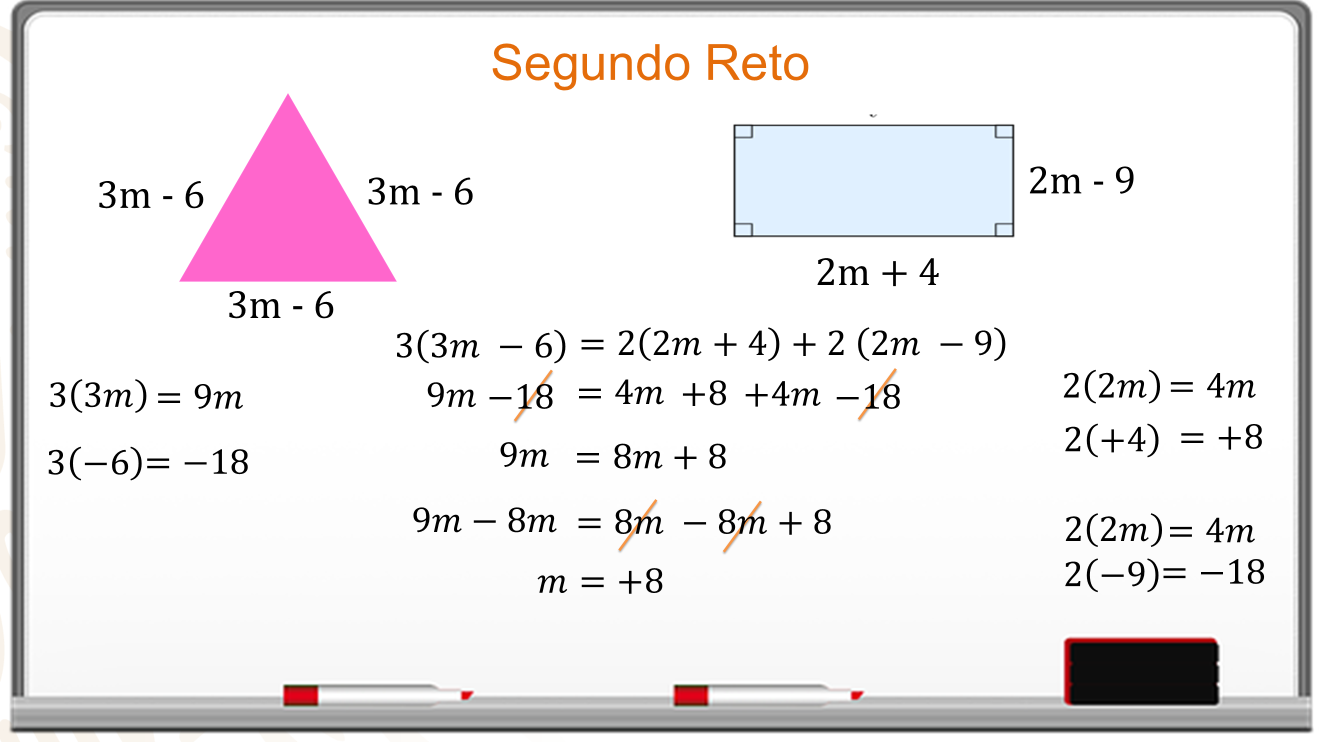 Segundo Reto
3m - 6
3m - 6
3m - 6
2m - 9
2m + 4
3(3m − 6) = 2(2m + 4) + 2 (2m − 9)
9m −18 = 4m +8 +4m −18
9m = 8m + 8
9m − 8m = 8m − 8m + 8
m = +8
3(3m) = 9m
3(−6)= −18
2(2m) = 4m
2(+4) = +8
2(2m) = 4m
2(−9)= −18